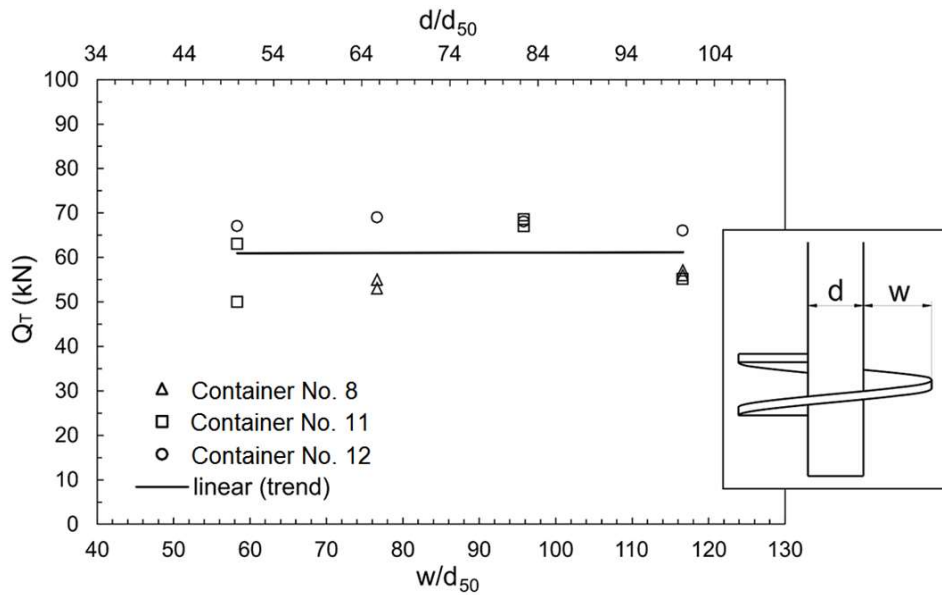 d/d50
34 44 54 64 74 84 94 104
100
90
80
70
60
50
40
30
20
10
0
QT (kN)
Container No. 8
Container No. 11
Container No. 12
linear (trend)
d w
40 50 60 70 80 90 100 110 120 130
w/d50